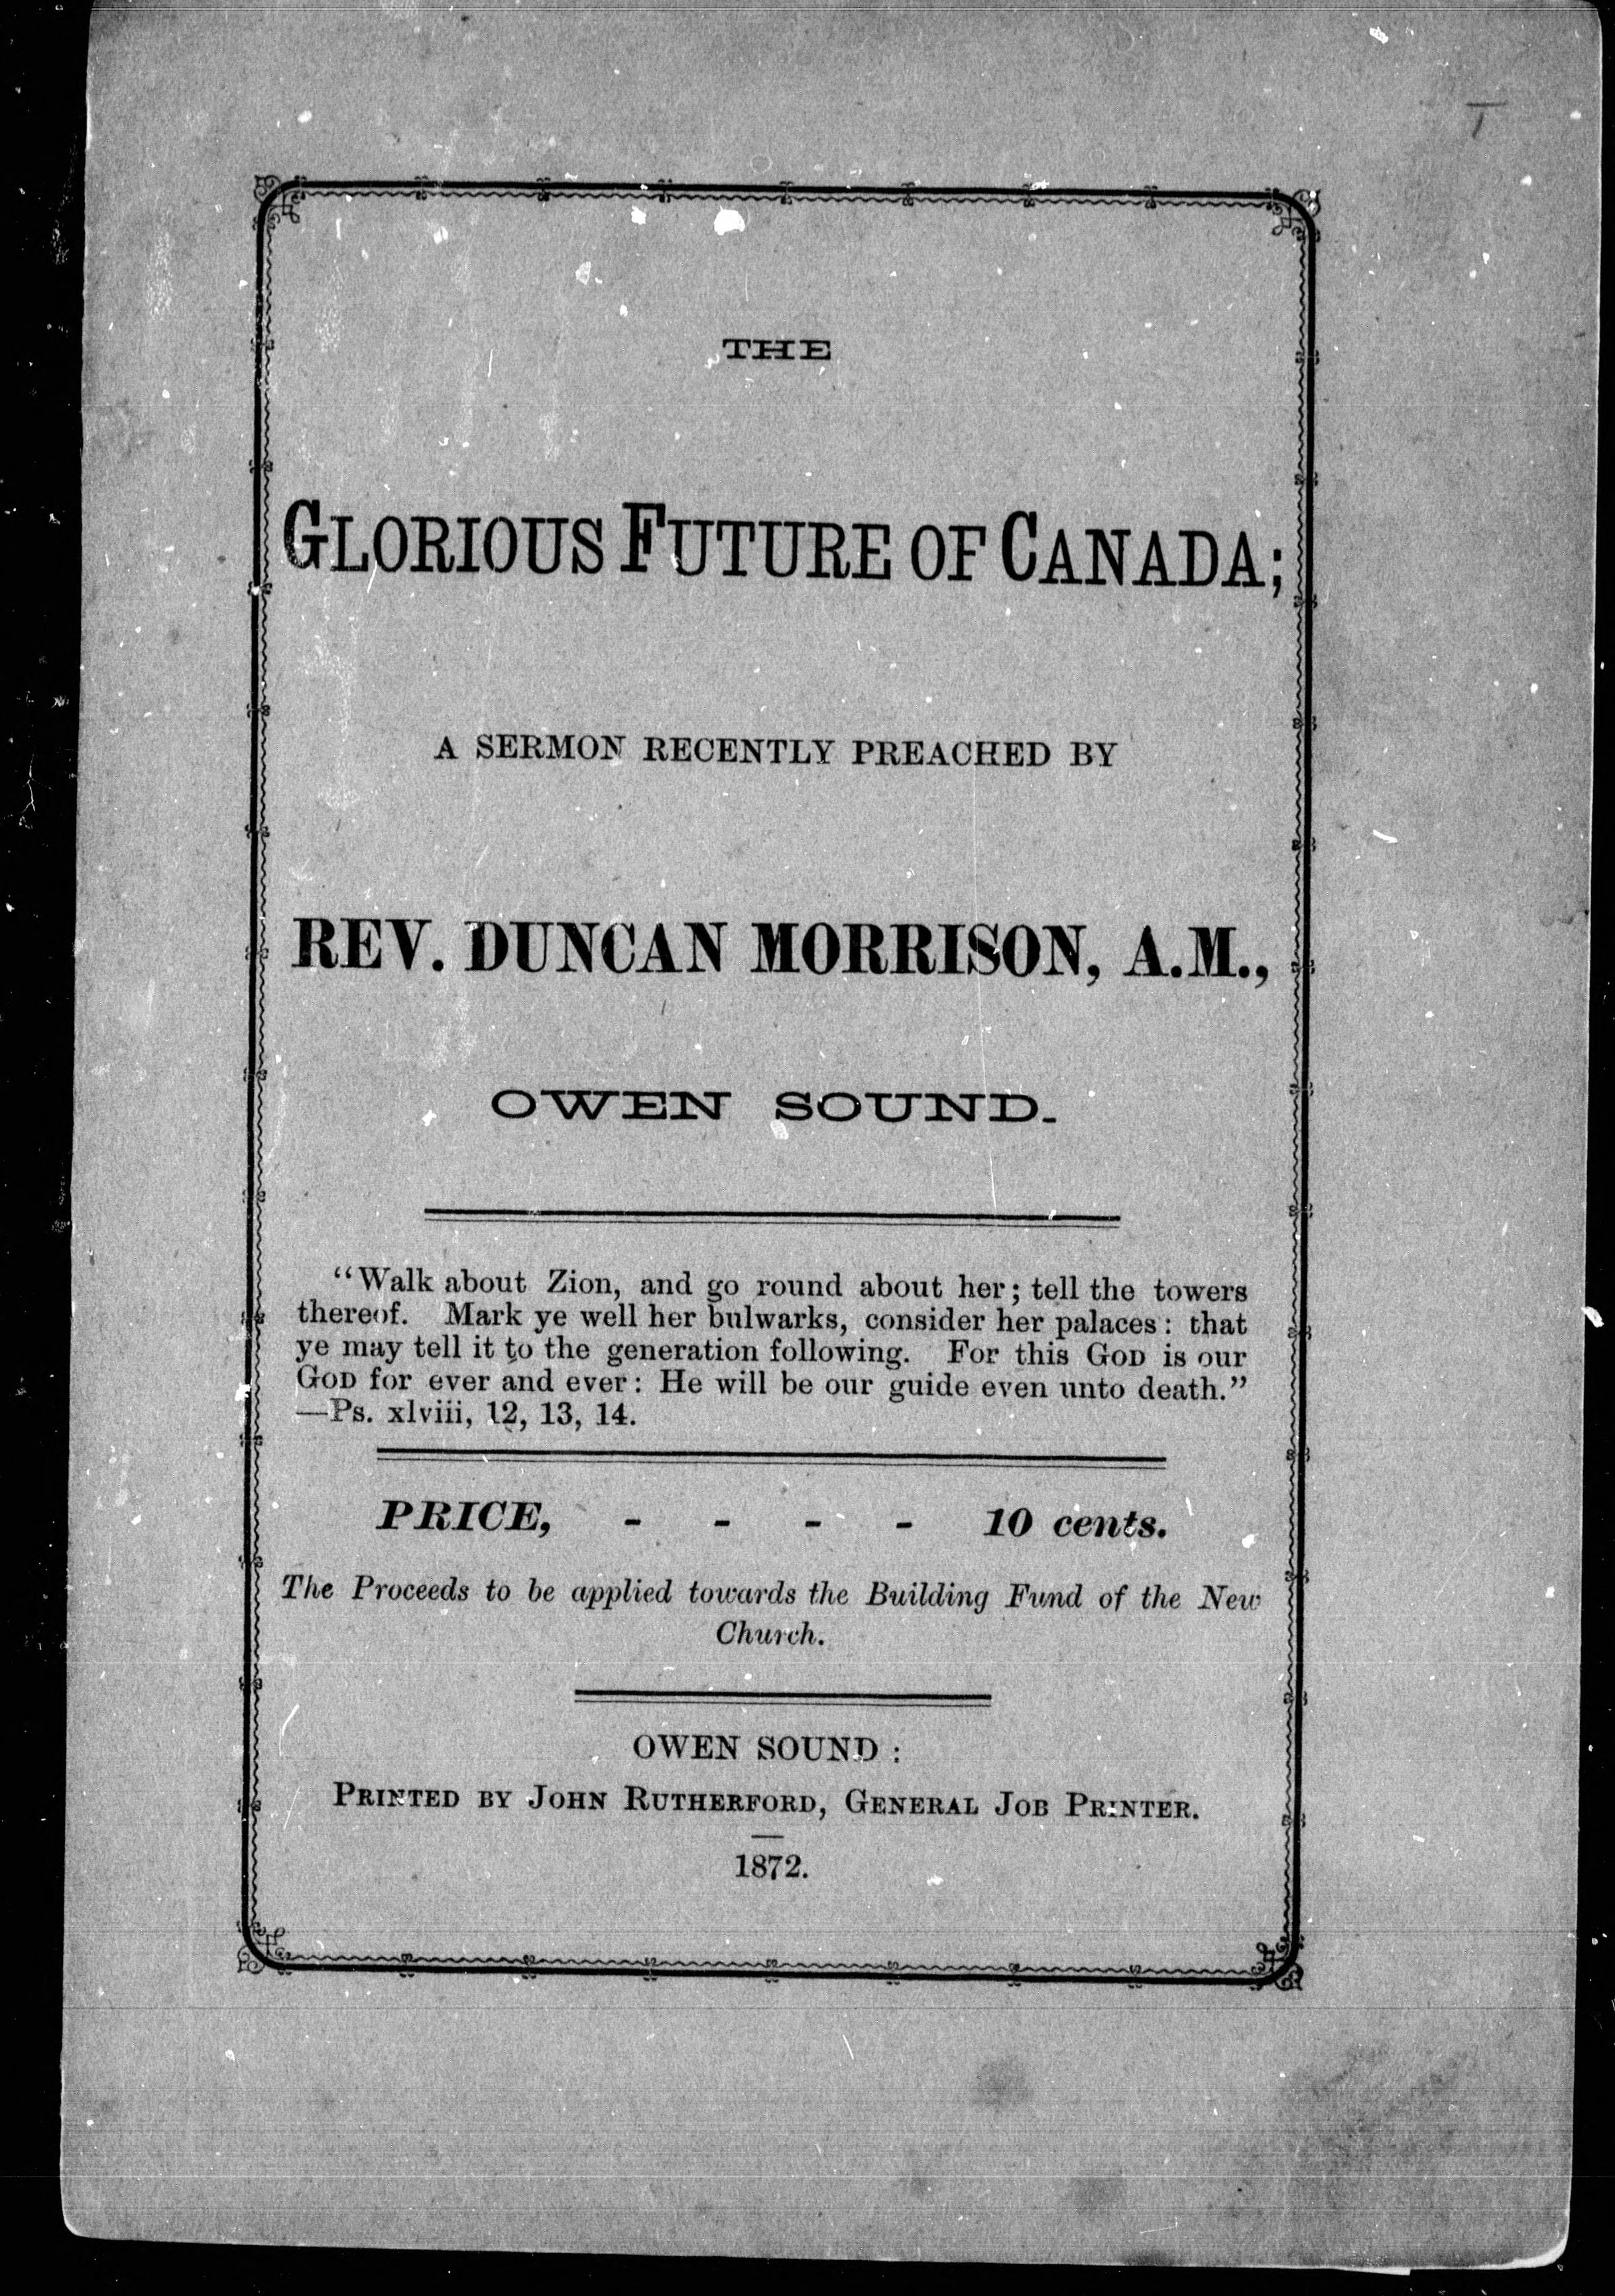 THE
GLORIOUS FUTURE OF CANADA;
A SERMON RECENTLY PREACHED BY
REV. DUNCAN MORRISON, A.M.,
OWEN SOUND.
“Walk about Zion, and go round about her; tell the towers
thereof. Mark ye well her bulwarks, consider her palaces: that
ye may tell it to the generation following. For this GOD is our
GOD for ever and ever: He will be our guide even unto death.”
—Ps. xlviii, 12, 13, 14.
PRICE, - - - - 10 cents.
The Proceeds to be applied towards the Building Fund of the New
Church.
OWEN SOUND:
PRINTED BY JOHN RUTHERFORD, GENERAL JOB PRINTER.
1872.